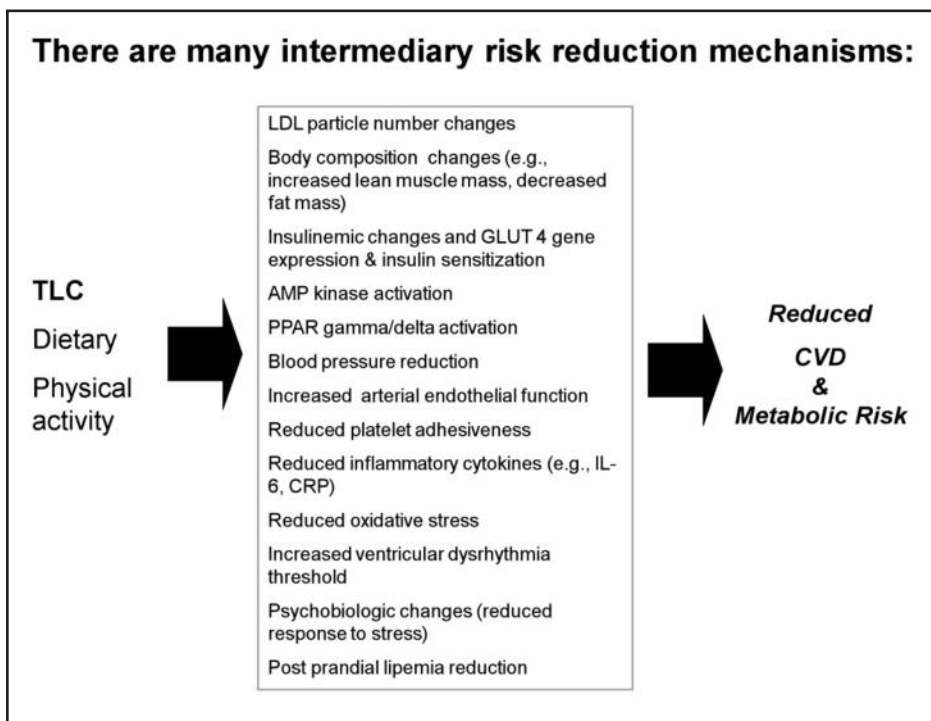 There are many intermediary risk reduction mechanisms:
TLC
Dietary
Physical
activity
LDL particle number changes
Body composition changes (e.g.,
increased lean muscle mass, decreased
fat mass)
Insulinemic changes and GLUT 4 gene
expression & insulin sensitization
AMP kinase activation
PPAR gamma/delta activation
Blood pressure reduction
Increased arterial endothelial function
Reduced platelet adhesiveness
Reduced inflammatory cytokines (e.g., IL-
6, CRP)
Reduced oxidative stress
Increased ventricular dysrhythmia
threshold
Psychobiologic changes (reduced
response to stress)
Post prandial lipemia reduction
Reduced
CVD
&
Metabolic Risk